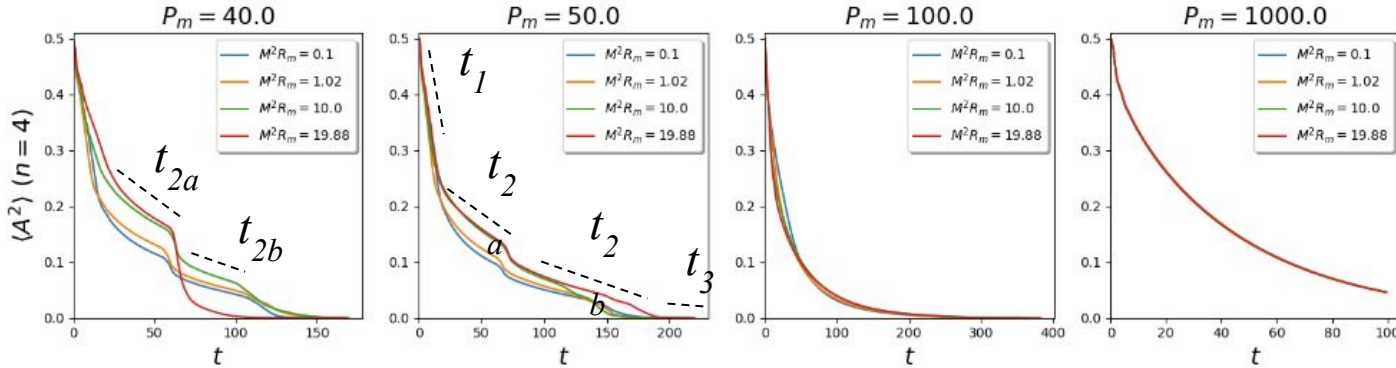 P_m = 40.0
0.5
0.4
0.3
0.2
0.1
0.0
⟨A²⟩ (n = 4)
0
50
100
150
t
M²R_m = 0.1
M²R_m = 1.02
M²R_m = 10.0
M²R_m = 19.88
t_{2a}
t_{2b}
P_m = 50.0
0.5
0.4
0.3
0.2
0.1
0.0
0
50
100
150
200
t
M²R_m = 0.1
M²R_m = 1.02
M²R_m = 10.0
M²R_m = 19.88
t_1
t_2
a
t_2
b
t_3
P_m = 100.0
0.5
0.4
0.3
0.2
0.1
0.0
0
100
200
300
400
t
M²R_m = 0.1
M²R_m = 1.02
M²R_m = 10.0
M²R_m = 19.88
P_m = 1000.0
0.5
0.4
0.3
0.2
0.1
0.0
0
20
40
60
80
100
t
M²R_m = 0.1
M²R_m = 1.02
M²R_m = 10.0
M²R_m = 19.88